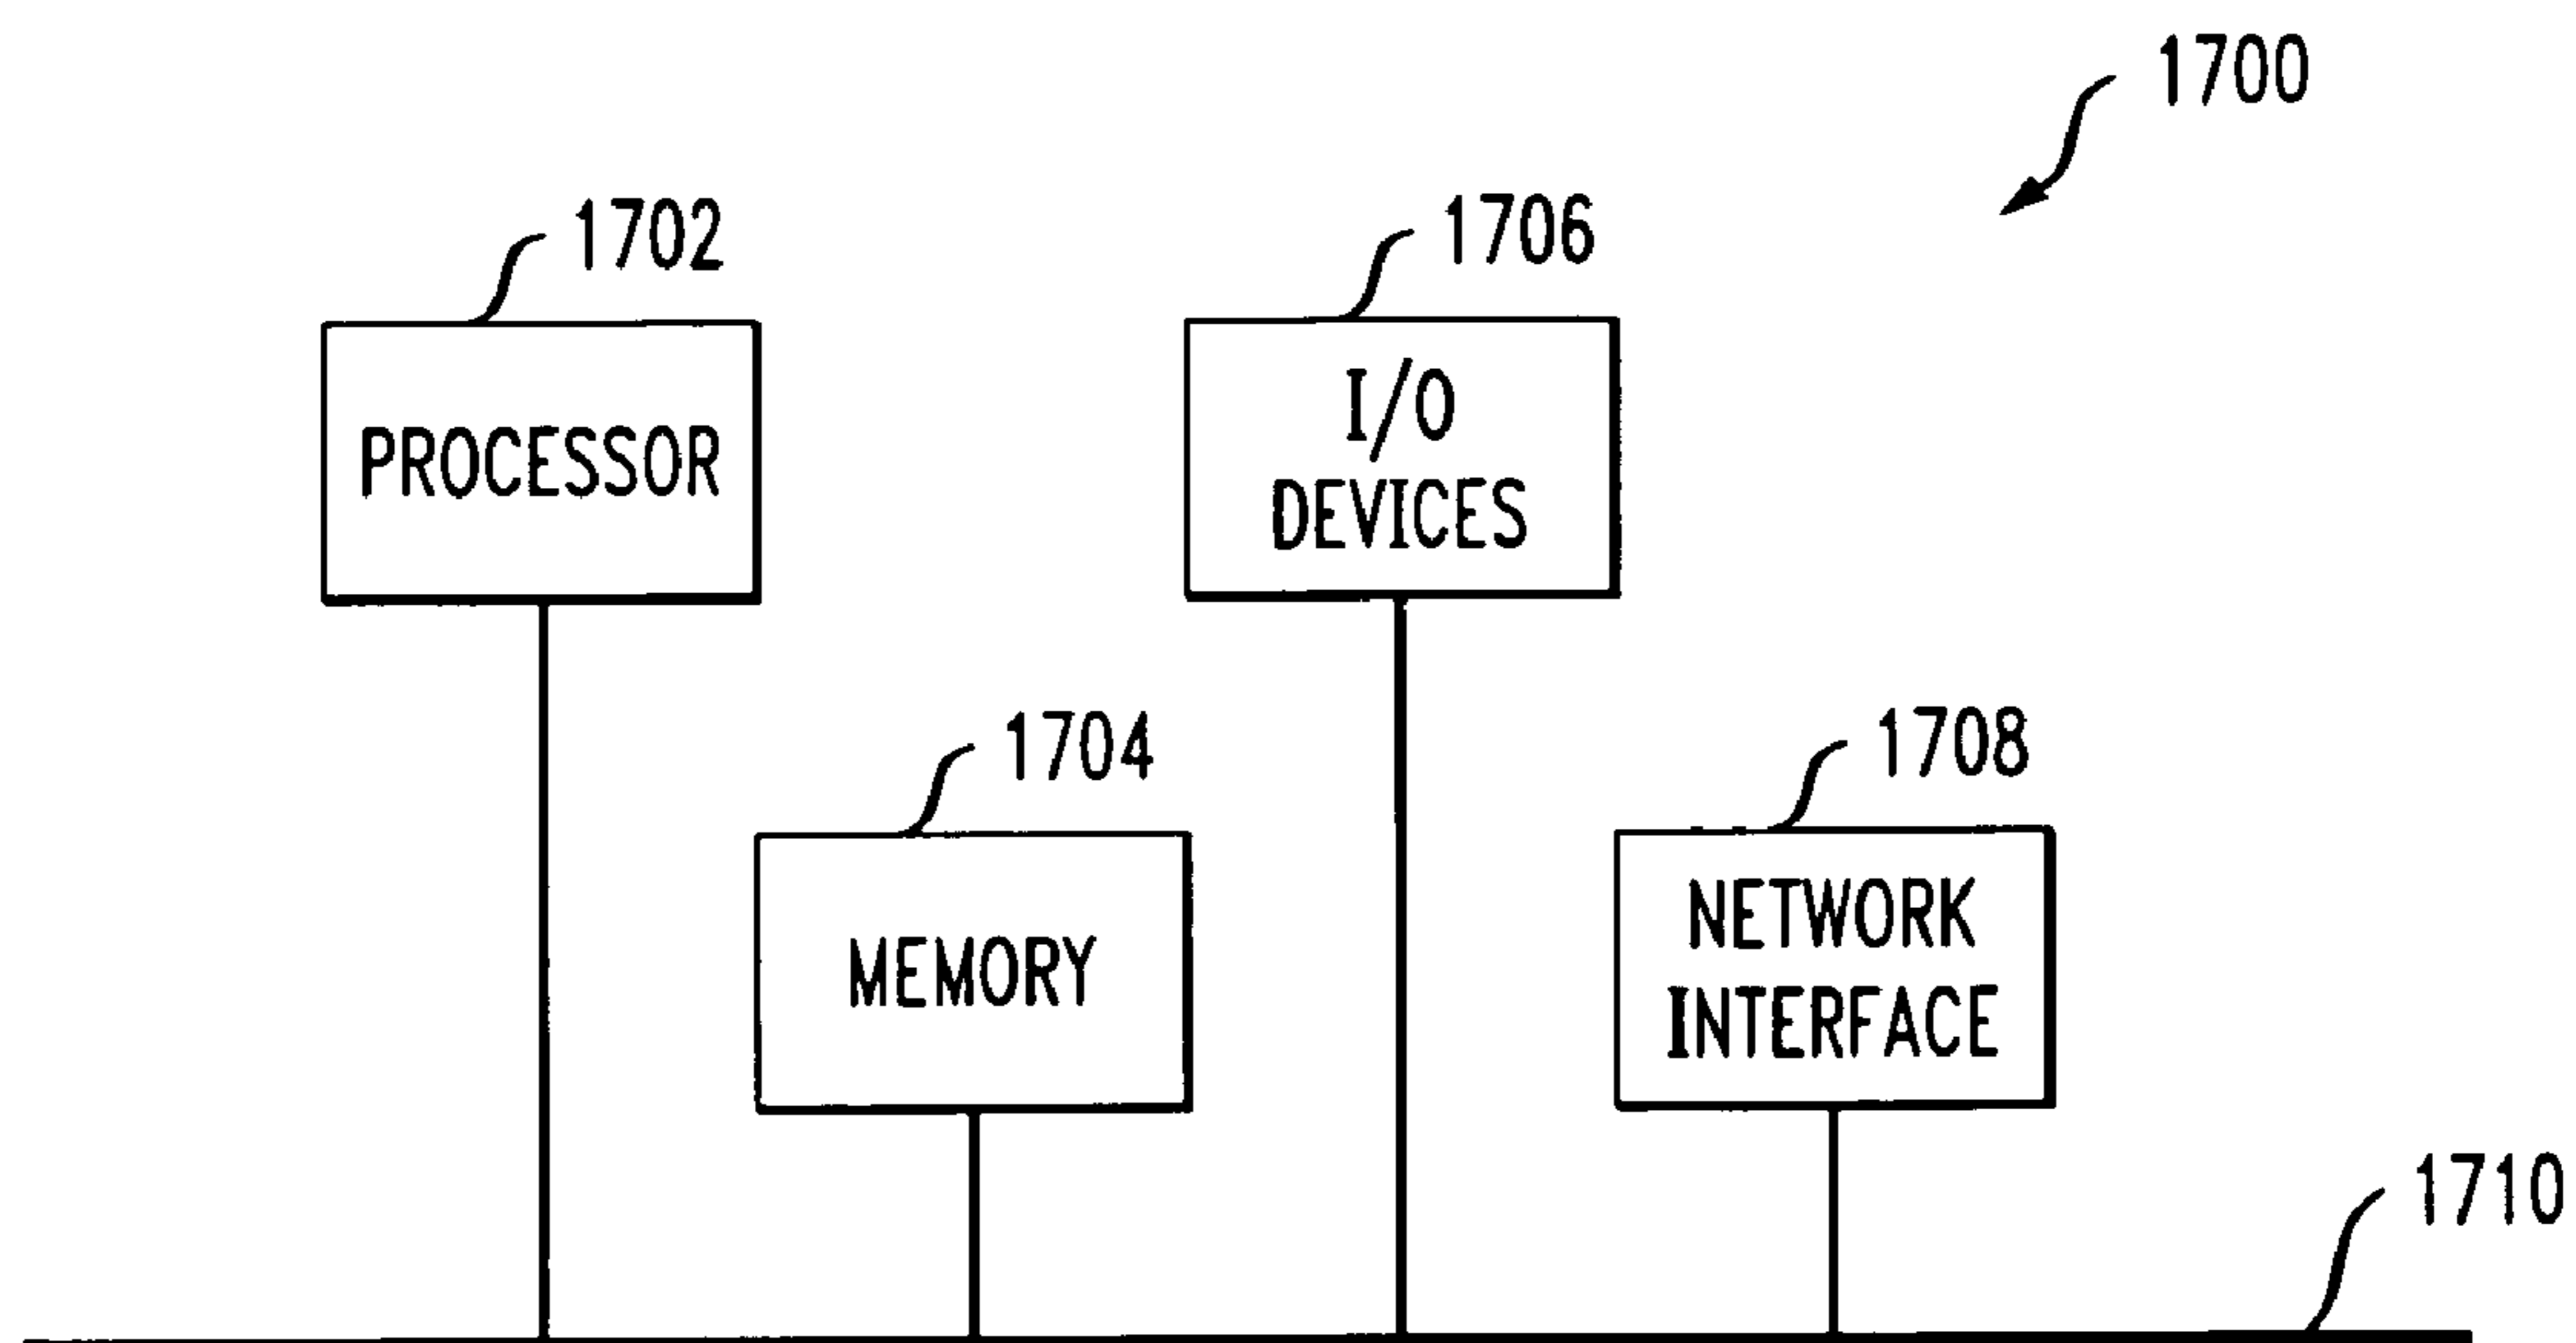 1700
1702
PROCESSOR
1706
I/O
DEVICES
1704
MEMORY
1708
NETWORK
INTERFACE
1710